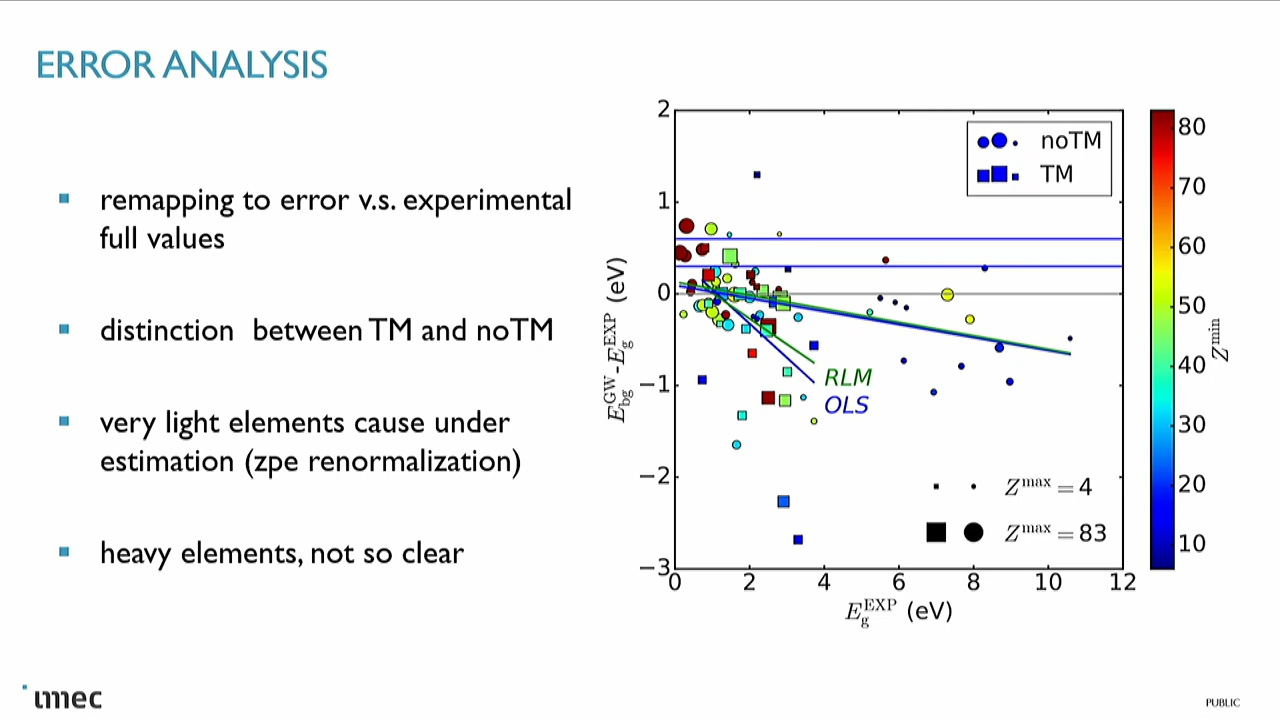 ERROR ANALYSIS
remapping to error v.s. experimental
full values
distinction between TM and noTM
very light elements cause under
estimation (zpe renormalization)
heavy elements, not so clear
2
1
0
−1
−2
−3
0 2 4 6 8 10 12
E_bg^GW - E_g^EXP (eV)
E_g^EXP (eV)
noTM
TM
RLM
OLS
Z^max = 4
Z^max = 83
80
70
60
50
40
30
20
10
Z^min
imec
PUBLIC